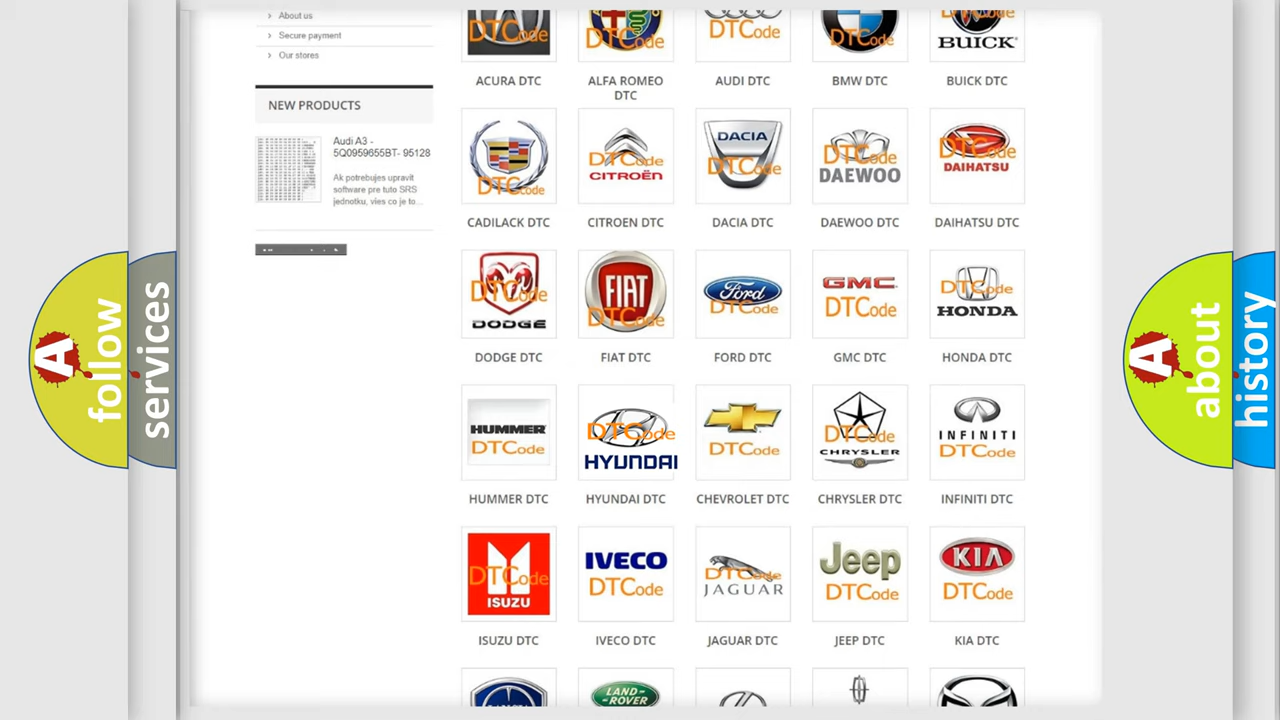 About us
Secure payment
Our stores
NEW PRODUCTS
Audi A3 -
5Q0959655BT- 95128
Ak potrebujes upravit
software pre tuto SRS
jednotku, vies co je to...
DTCode
DTCode
DTCode
DTCode
BUICK
ACURA DTC
ALFA ROMEO
DTC
AUDI DTC
BMW DTC
BUICK DTC
DTCode
DTCode
CITROËN
DACIA
DTCode
DTCode
DAEWOO
DTCode
DAIHATSU
CADILACK DTC
CITROEN DTC
DACIA DTC
DAEWOO DTC
DAIHATSU DTC
DTCode
DODGE
FIAT
DTCode
Ford
DTCode
GMC
DTCode
DTCode
HONDA
DODGE DTC
FIAT DTC
FORD DTC
GMC DTC
HONDA DTC
HUMMER
DTCode
DTCode
HYUNDAI
DTCode
DTCode
CHRYSLER
INFINITI
DTCode
HUMMER DTC
HYUNDAI DTC
CHEVROLET DTC
CHRYSLER DTC
INFINITI DTC
DTCode
ISUZU
IVECO
DTCode
DTCode
JAGUAR
Jeep
DTCode
KIA
DTCode
ISUZU DTC
IVECO DTC
JAGUAR DTC
JEEP DTC
KIA DTC
LAND-
ROVER
A
follow
services
A
about
history